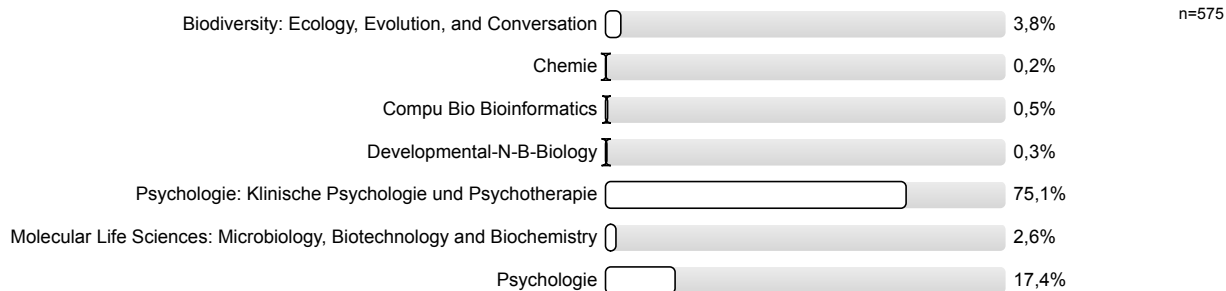 Biodiversity: Ecology, Evolution, and Conversation 3,8% n=575
Chemie 0,2%
Compu Bio Bioinformatics 0,5%
Developmental-N-B-Biology 0,3%
Psychologie: Klinische Psychologie und Psychotherapie 75,1%
Molecular Life Sciences: Microbiology, Biotechnology and Biochemistry 2,6%
Psychologie 17,4%